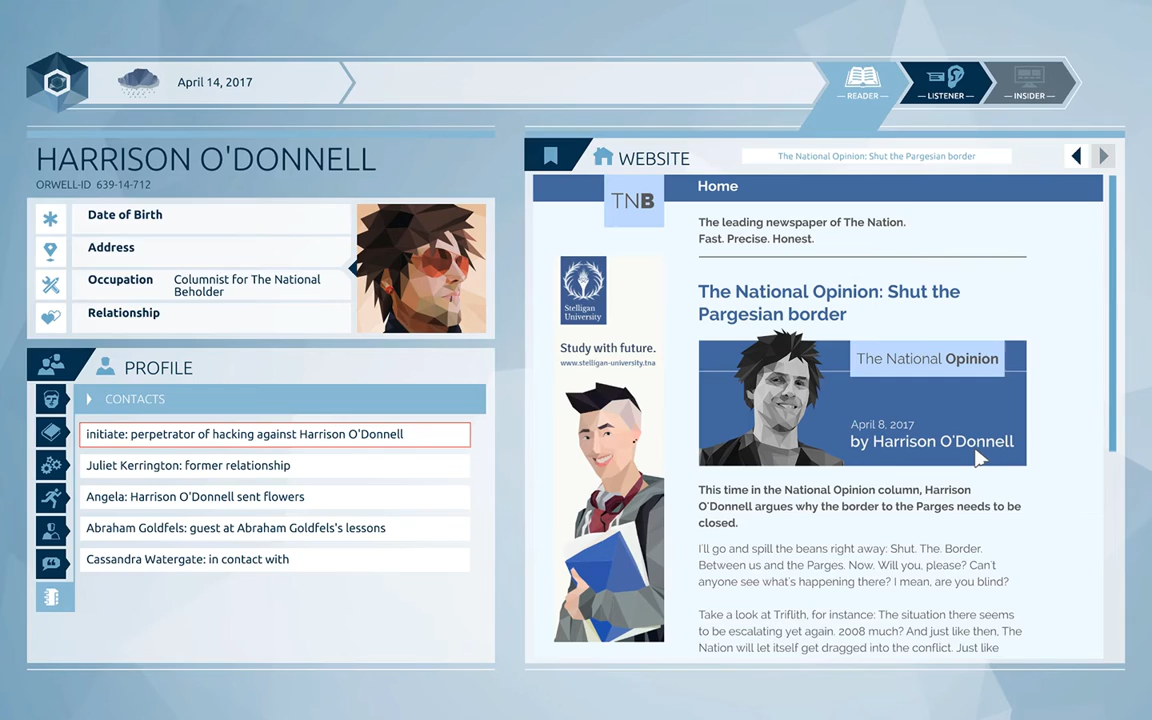 April 14, 2017
READER
LISTENER
INSIDER
HARRISON O'DONNELL
ORWELL-ID 639-14-712
Date of Birth
Address
Occupation Columnist for The National
Beholder
Relationship
PROFILE
CONTACTS
initiate: perpetrator of hacking against Harrison O'Donnell
Juliet Kerrington: former relationship
Angela: Harrison O'Donnell sent flowers
Abraham Goldfels: guest at Abraham Goldfels's lessons
Cassandra Watergate: in contact with
WEBSITE
The National Opinion: Shut the Pargesian border
TNB
Home
The leading newspaper of The Nation.
Fast. Precise. Honest.
Stelligan
University
Study with future.
www.stelligan-university.tna
The National Opinion: Shut the
Pargesian border
The National Opinion
April 8, 2017
by Harrison O'Donnell
This time in the National Opinion column, Harrison
O'Donnell argues why the border to the Parges needs to be
closed.
I'll go and spill the beans right away: Shut. The. Border.
Between us and the Parges. Now. Will you, please? Can't
anyone see what's happening there? I mean, are you blind?
Take a look at Triflith, for instance: The situation there seems
to be escalating yet again. 2008 much? And just like then, The
Nation will let itself get dragged into the conflict. Just like